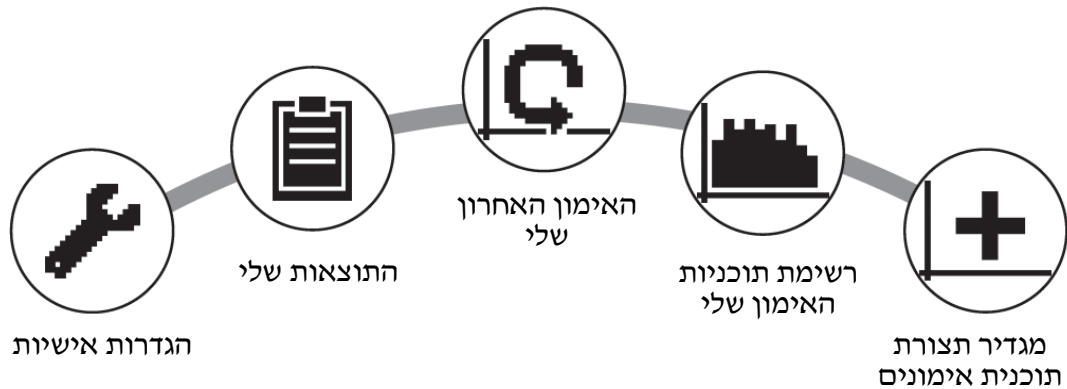 האימון האחרון
שלי
התוצאות שלי
רשימת תוכניות
האימון שלי
הגדרות אישיות
מגדיר תצורת
תוכנית אימונים